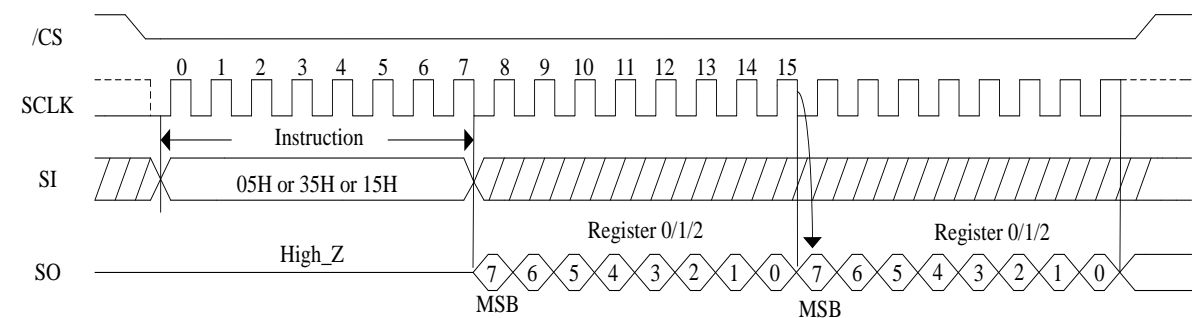 /CS
0 1 2 3 4 5 6 7 8 9 10 11 12 13 14 15
SCLK
Instruction
SI
05H or 35H or 15H
Register 0/1/2 Register 0/1/2
High_Z
SO
7 6 5 4 3 2 1 0 7 6 5 4 3 2 1 0
MSB MSB